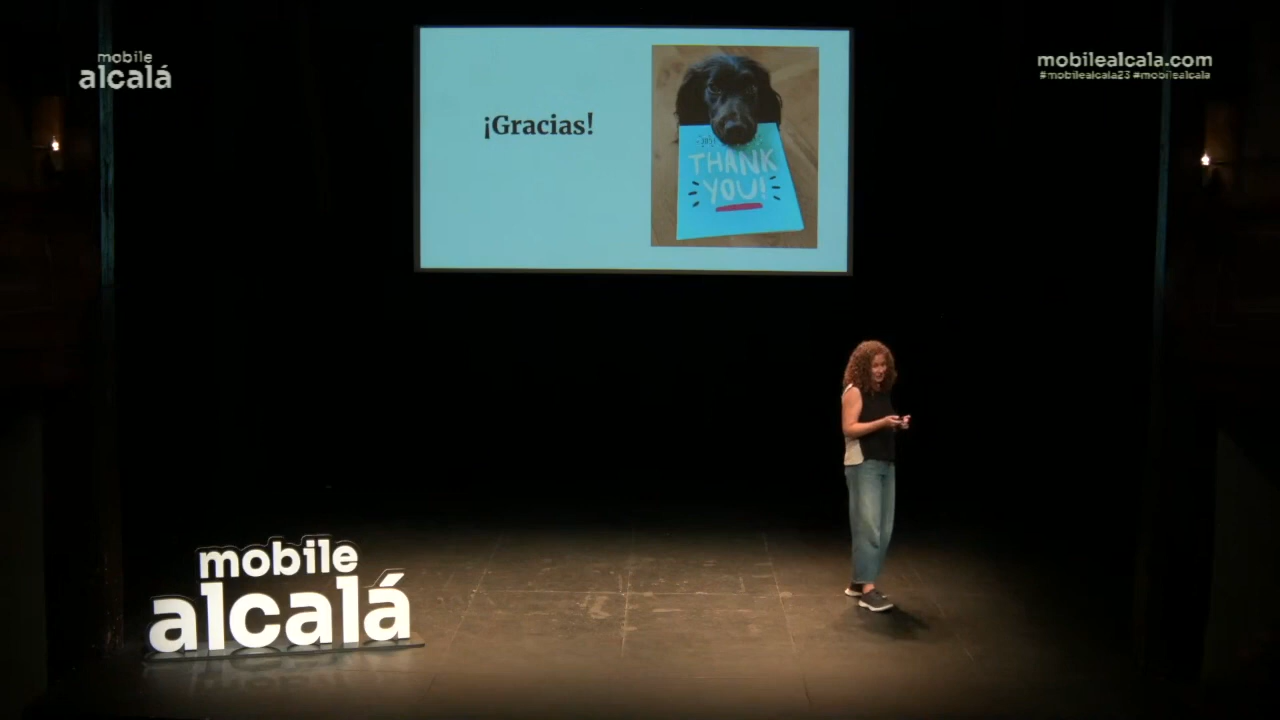 mobile
alcalá
mobilealcala.com
#mobilealcala23 #mobilealcala
¡Gracias!
THANK
YOU!
mobile
alcalá